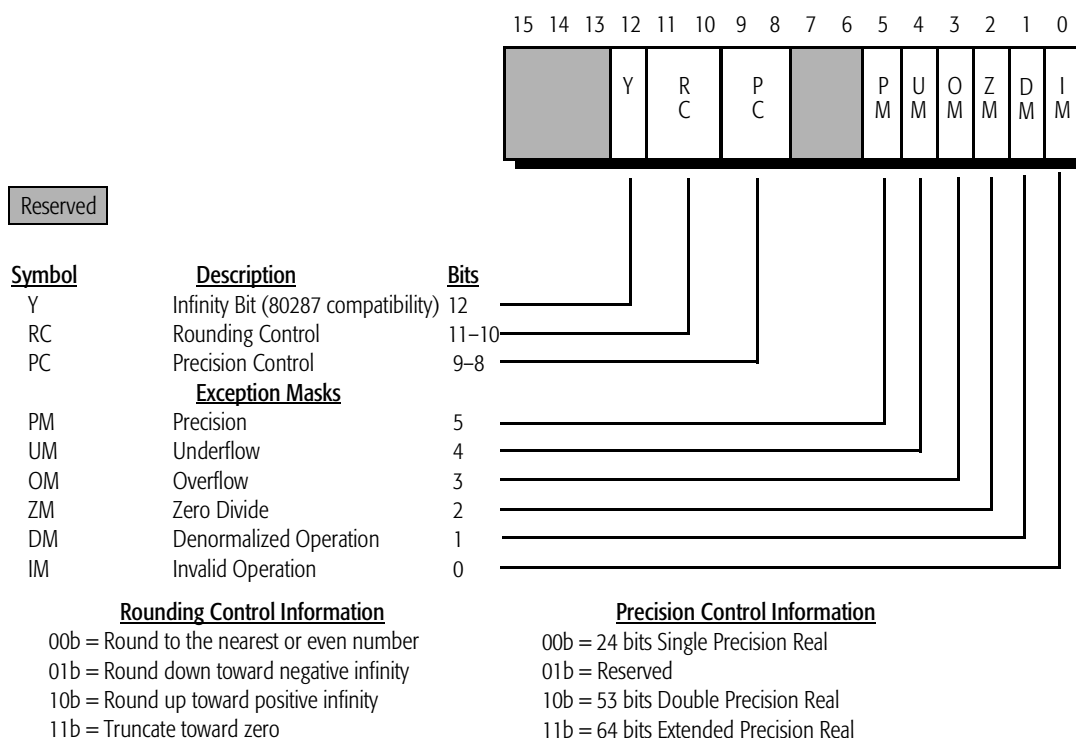 15 14 13 12 11 10 9 8 7 6 5 4 3 2 1 0
Y R P P U O Z D I
C C M M M M M M
Reserved
Symbol Description Bits
Y Infinity Bit (80287 compatibility) 12
RC Rounding Control 11–10
PC Precision Control 9–8
Exception Masks
PM Precision 5
UM Underflow 4
OM Overflow 3
ZM Zero Divide 2
DM Denormalized Operation 1
IM Invalid Operation 0
Rounding Control Information
00b = Round to the nearest or even number
01b = Round down toward negative infinity
10b = Round up toward positive infinity
11b = Truncate toward zero
Precision Control Information
00b = 24 bits Single Precision Real
01b = Reserved
10b = 53 bits Double Precision Real
11b = 64 bits Extended Precision Real